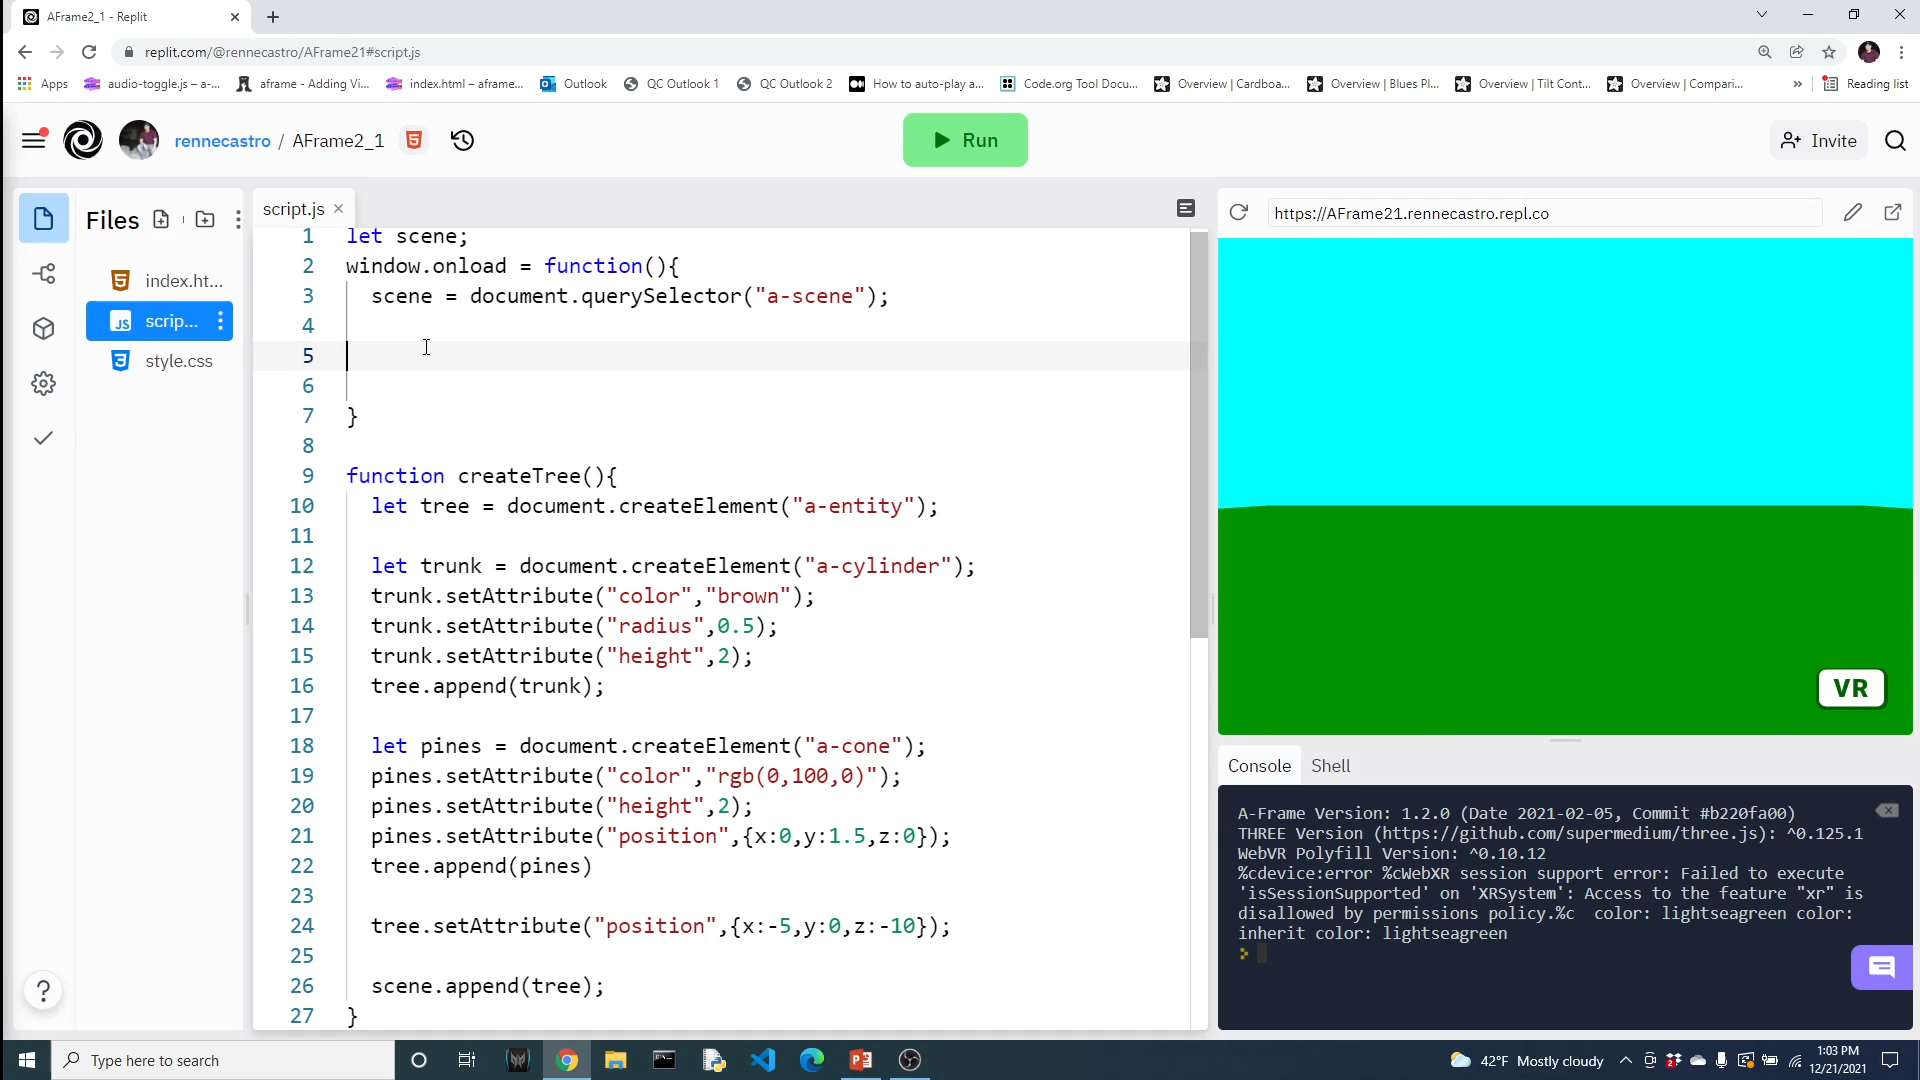 AFrame2_1 - Replit
replit.com/@rennecastro/AFrame21#script.js
Apps audio-toggle.js – a-... aframe - Adding Vi... index.html – aframe... Outlook QC Outlook 1 QC Outlook 2 How to auto-play a... Code.org Tool Docu... Overview | Cardboa... Overview | Blues Pl... Overview | Tilt Cont... Overview | Compari... » Reading list
rennecastro / AFrame2_1 Run Invite
Files
index.ht...
JS scrip...
style.css
script.js
1 let scene;
2 window.onload = function(){
3 scene = document.querySelector("a-scene");
4
5
6
7 }
8
9 function createTree(){
10 let tree = document.createElement("a-entity");
11
12 let trunk = document.createElement("a-cylinder");
13 trunk.setAttribute("color","brown");
14 trunk.setAttribute("radius",0.5);
15 trunk.setAttribute("height",2);
16 tree.append(trunk);
17
18 let pines = document.createElement("a-cone");
19 pines.setAttribute("color","rgb(0,100,0)");
20 pines.setAttribute("height",2);
21 pines.setAttribute("position",{x:0,y:1.5,z:0});
22 tree.append(pines)
23
24 tree.setAttribute("position",{x:-5,y:0,z:-10});
25
26 scene.append(tree);
27 }
https://AFrame21.rennecastro.repl.co
VR
Console Shell
A-Frame Version: 1.2.0 (Date 2021-02-05, Commit #b220fa00)
THREE Version (https://github.com/supermedium/three.js): ^0.125.1
WebVR Polyfill Version: ^0.10.12
%cdevice:error %cWebXR session support error: Failed to execute
'isSessionSupported' on 'XRSystem': Access to the feature "xr" is
disallowed by permissions policy.%c color: lightseagreen color:
inherit color: lightseagreen
?
Type here to search
42°F Mostly cloudy
1:03 PM
12/21/2021